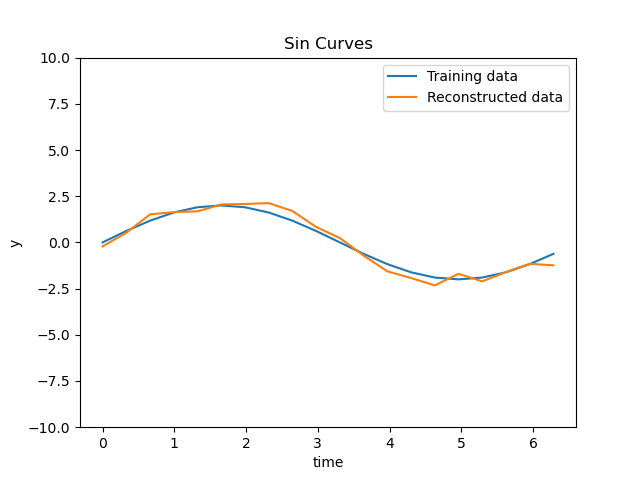 Sin Curves
Training data
Reconstructed data
10.0
7.5
5.0
2.5
0.0
−2.5
−5.0
−7.5
−10.0
y
0 1 2 3 4 5 6
time